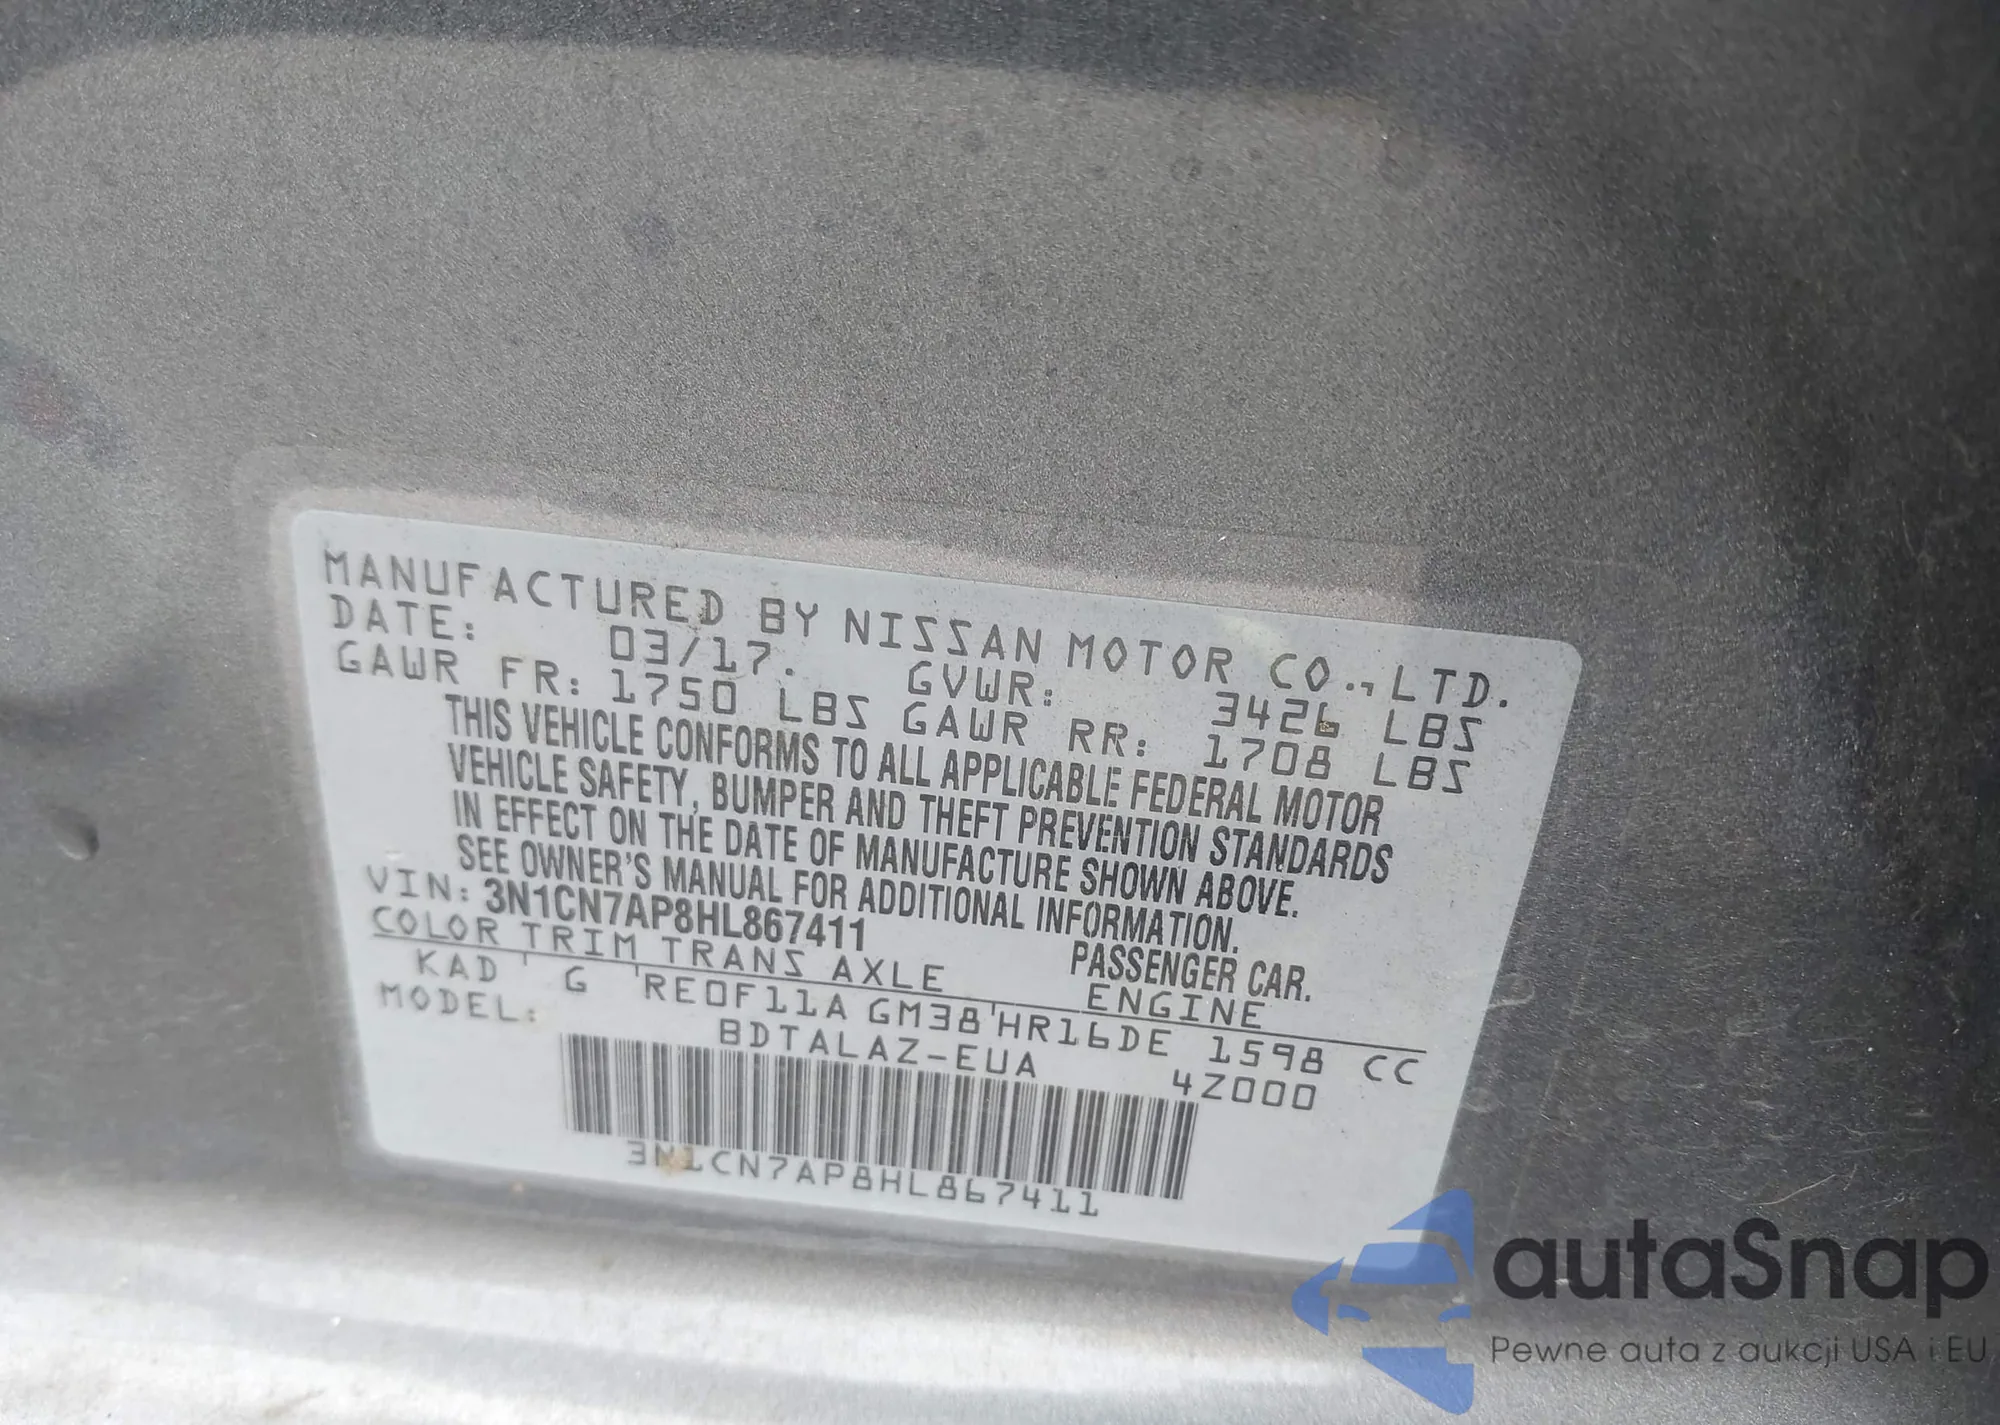 MANUFACTURED BY NISSAN MOTOR CO., LTD.
DATE: 03/17. GVWR: 3426 LBS
GAWR FR: 1750 LBS GAWR RR: 1708 LBS
THIS VEHICLE CONFORMS TO ALL APPLICABLE FEDERAL MOTOR
VEHICLE SAFETY, BUMPER AND THEFT PREVENTION STANDARDS
IN EFFECT ON THE DATE OF MANUFACTURE SHOWN ABOVE.
SEE OWNER'S MANUAL FOR ADDITIONAL INFORMATION.
VIN: 3N1CN7AP8HL867411 PASSENGER CAR.
COLOR TRIM TRANS AXLE ENGINE
KAD G RE0F11A GM38 HR16DE 1598 CC
MODEL: BDTALAZ-EUA 4Z000
3N1CN7AP8HL867411
autaSnap
Pewne auta z aukcji USA i EU